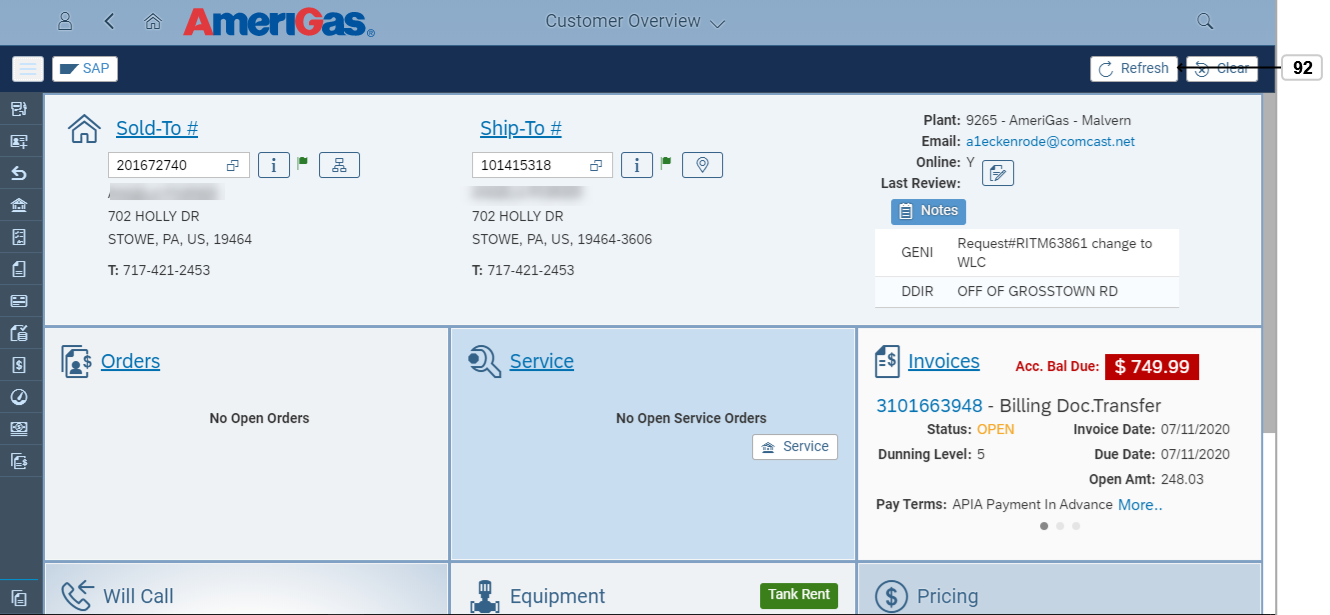 AmeriGas®
Customer Overview
SAP
Refresh
Clear
92
Sold-To #
201672740
i
702 HOLLY DR
STOWE, PA, US, 19464
T: 717-421-2453
Ship-To #
101415318
i
702 HOLLY DR
STOWE, PA, US, 19464-3606
T: 717-421-2453
Plant: 9265 - AmeriGas - Malvern
Email: a1eckenrode@comcast.net
Online: Y
Last Review:
Notes
GENI Request#RITM63861 change to
WLC
DDIR OFF OF GROSSTOWN RD
Orders
No Open Orders
Service
No Open Service Orders
Service
Invoices
Acc. Bal Due: $ 749.99
3101663948 - Billing Doc.Transfer
Status: OPEN Invoice Date: 07/11/2020
Dunning Level: 5 Due Date: 07/11/2020
Open Amt: 248.03
Pay Terms: APIA Payment In Advance More..
Will Call
Equipment
Tank Rent
Pricing